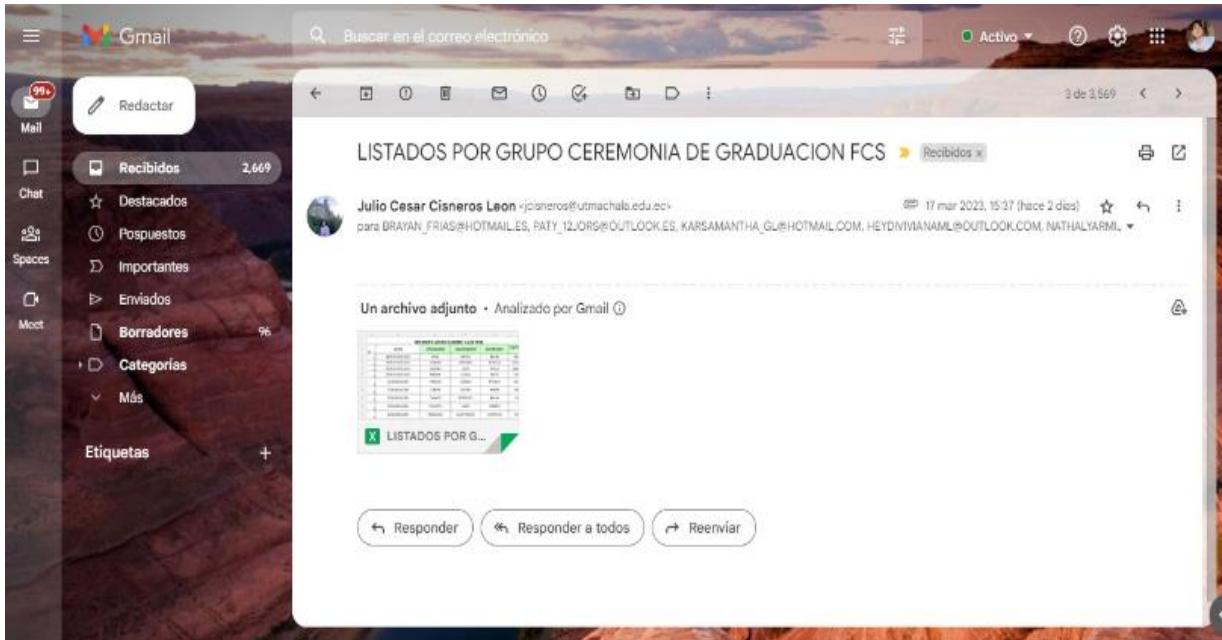 Gmail
Buscar en el correo electrónico
Activo
99+
Mail
Chat
Spaces
Meet
Redactar
Recibidos 2,669
Destacados
Pospuestos
Importantes
Enviados
Borradores 96
Categorías
Más
Etiquetas +
3 de 3,569
LISTADOS POR GRUPO CEREMONIA DE GRADUACION FCS
Recibidos x
Julio Cesar Cisneros Leon <jcisneros@utmachala.edu.ec>
17 mar 2023, 15:37 (hace 2 días)
para BRAYAN_FRIAS@HOTMAIL.ES, PATY_12JORS@OUTLOOK.ES, KARSAMANTHA_GL@HOTMAIL.COM, HEYDIVIVIANAML@OUTLOOK.COM, NATHALYARMI.
Un archivo adjunto • Analizado por Gmail
X LISTADOS POR G...
Responder
Responder a todos
Reenviar